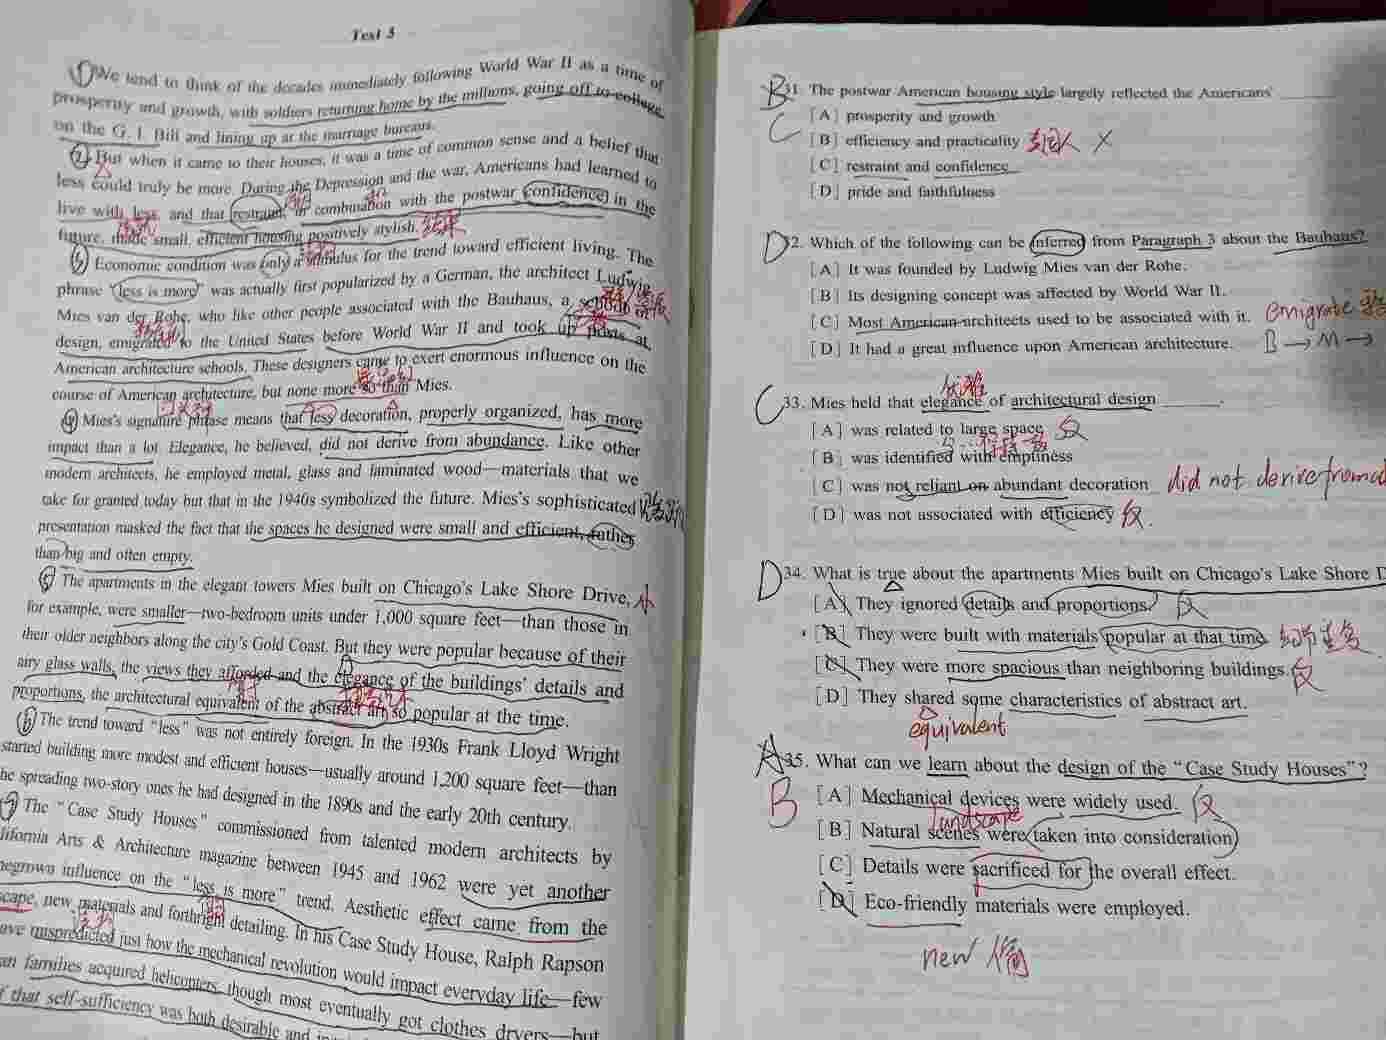 Text 3
①We tend to think of the decades immediately following World War II as a time of
prosperity and growth, with soldiers returning home by the millions, going off to college
on the G. I. Bill and lining up at the marriage bureaus.
②But when it came to their houses, it was a time of common sense and a belief that
less could truly be more. During the Depression and the war, Americans had learned to
live with less, and that restraint, in combination with the postwar confidence in the
future, made small, efficient housing positively stylish. 结果
Economic condition was only a stimulus for the trend toward efficient living. The
phrase "less is more" was actually first popularized by a German, the architect Ludwig
Mies van der Rohe, who like other people associated with the Bauhaus, a school of
design, emigrated to the United States before World War II and took up posts at
American architecture schools. These designers came to exert enormous influence on the
course of American architecture, but none more so than Mies.
④Mies's signature phrase means that less decoration, properly organized, has more
impact than a lot. Elegance, he believed, did not derive from abundance. Like other
modern architects, he employed metal, glass and laminated wood—materials that we
take for granted today but that in the 1940s symbolized the future. Mies's sophisticated
presentation masked the fact that the spaces he designed were small and efficient, rather
than big and often empty.
⑤The apartments in the elegant towers Mies built on Chicago's Lake Shore Drive, 小
for example, were smaller—two-bedroom units under 1,000 square feet—than those in
their older neighbors along the city's Gold Coast. But they were popular because of their
airy glass walls, the views they afforded and the elegance of the buildings' details and
proportions, the architectural equivalent of the abstract art so popular at the time.
⑥The trend toward "less" was not entirely foreign. In the 1930s Frank Lloyd Wright
started building more modest and efficient houses—usually around 1,200 square feet—than
he spreading two-story ones he had designed in the 1890s and the early 20th century.
⑦The "Case Study Houses" commissioned from talented modern architects by
lifornia Arts & Architecture magazine between 1945 and 1962 were yet another
negrown influence on the "less is more" trend. Aesthetic effect came from the
scape, new materials and forthright detailing. In his Case Study House, Ralph Rapson
ave mispredicted just how the mechanical revolution would impact everyday life—few
an families acquired helicopters, though most eventually got clothes dryers—but
f that self-sufficiency was both desirable and in
B 31. The postwar American housing style largely reflected the Americans'
C
[A] prosperity and growth
[B] efficiency and practicality ×
[C] restraint and confidence
[D] pride and faithfulness
D 32. Which of the following can be inferred from Paragraph 3 about the Bauhaus?
[A] It was founded by Ludwig Mies van der Rohe.
[B] Its designing concept was affected by World War II.
[C] Most American architects used to be associated with it. emigrate
[D] It had a great influence upon American architecture. B → M →
优雅
C 33. Mies held that elegance of architectural design
[A] was related to large space 反
[B] was identified with emptiness
[C] was not reliant on abundant decoration did not derive from a
[D] was not associated with efficiency 反.
D 34. What is true about the apartments Mies built on Chicago's Lake Shore D
[A] They ignored details and proportions. 反
[B] They were built with materials popular at that time.
[C] They were more spacious than neighboring buildings. 反
[D] They shared some characteristics of abstract art.
equivalent
A 35. What can we learn about the design of the "Case Study Houses"?
B
[A] Mechanical devices were widely used. 反
landscape
[B] Natural scenes were taken into consideration
[C] Details were sacrificed for the overall effect.
[D] Eco-friendly materials were employed.
new 偷